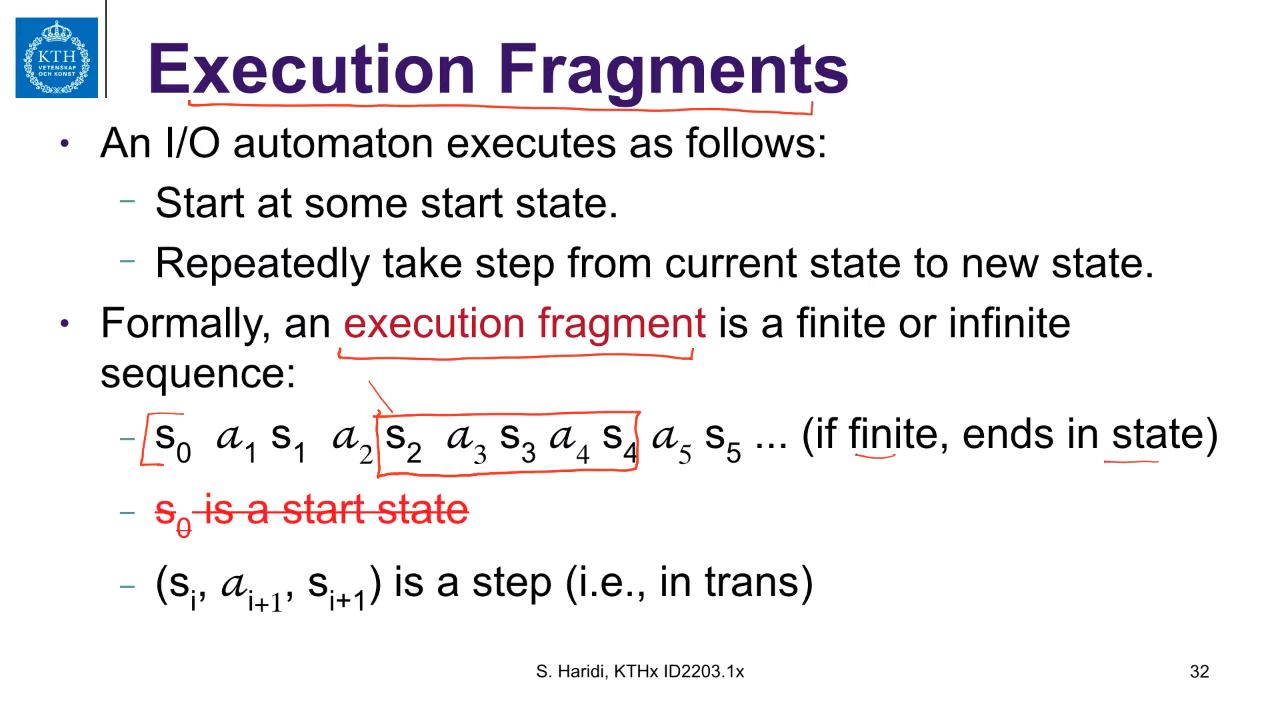 KTH
VETENSKAP
OCH KONST
Execution Fragments
• An I/O automaton executes as follows:
– Start at some start state.
– Repeatedly take step from current state to new state.
• Formally, an execution fragment is a finite or infinite
sequence:
– s₀ a₁ s₁ a₂ s₂ a₃ s₃ a₄ s₄ a₅ s₅ ... (if finite, ends in state)
– s₀ is a start state
– (sᵢ, aᵢ₊₁, sᵢ₊₁) is a step (i.e., in trans)
S. Haridi, KTHx ID2203.1x
32